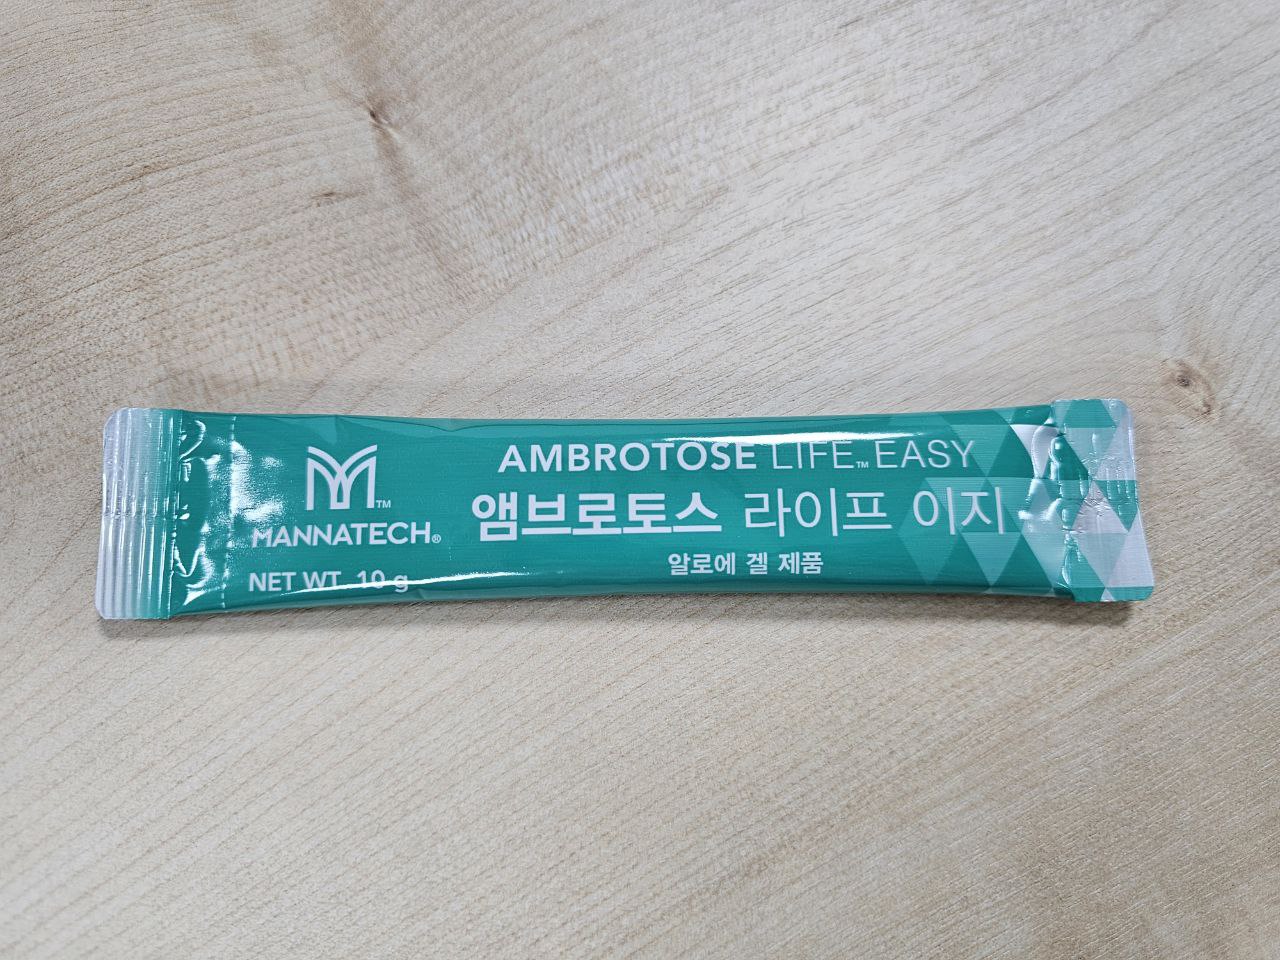 AMBROTOSE LIFE™ EASY
앰브로토스 라이프 이지
알로에 겔 제품
™
MANNATECH®
NET WT. 10 g